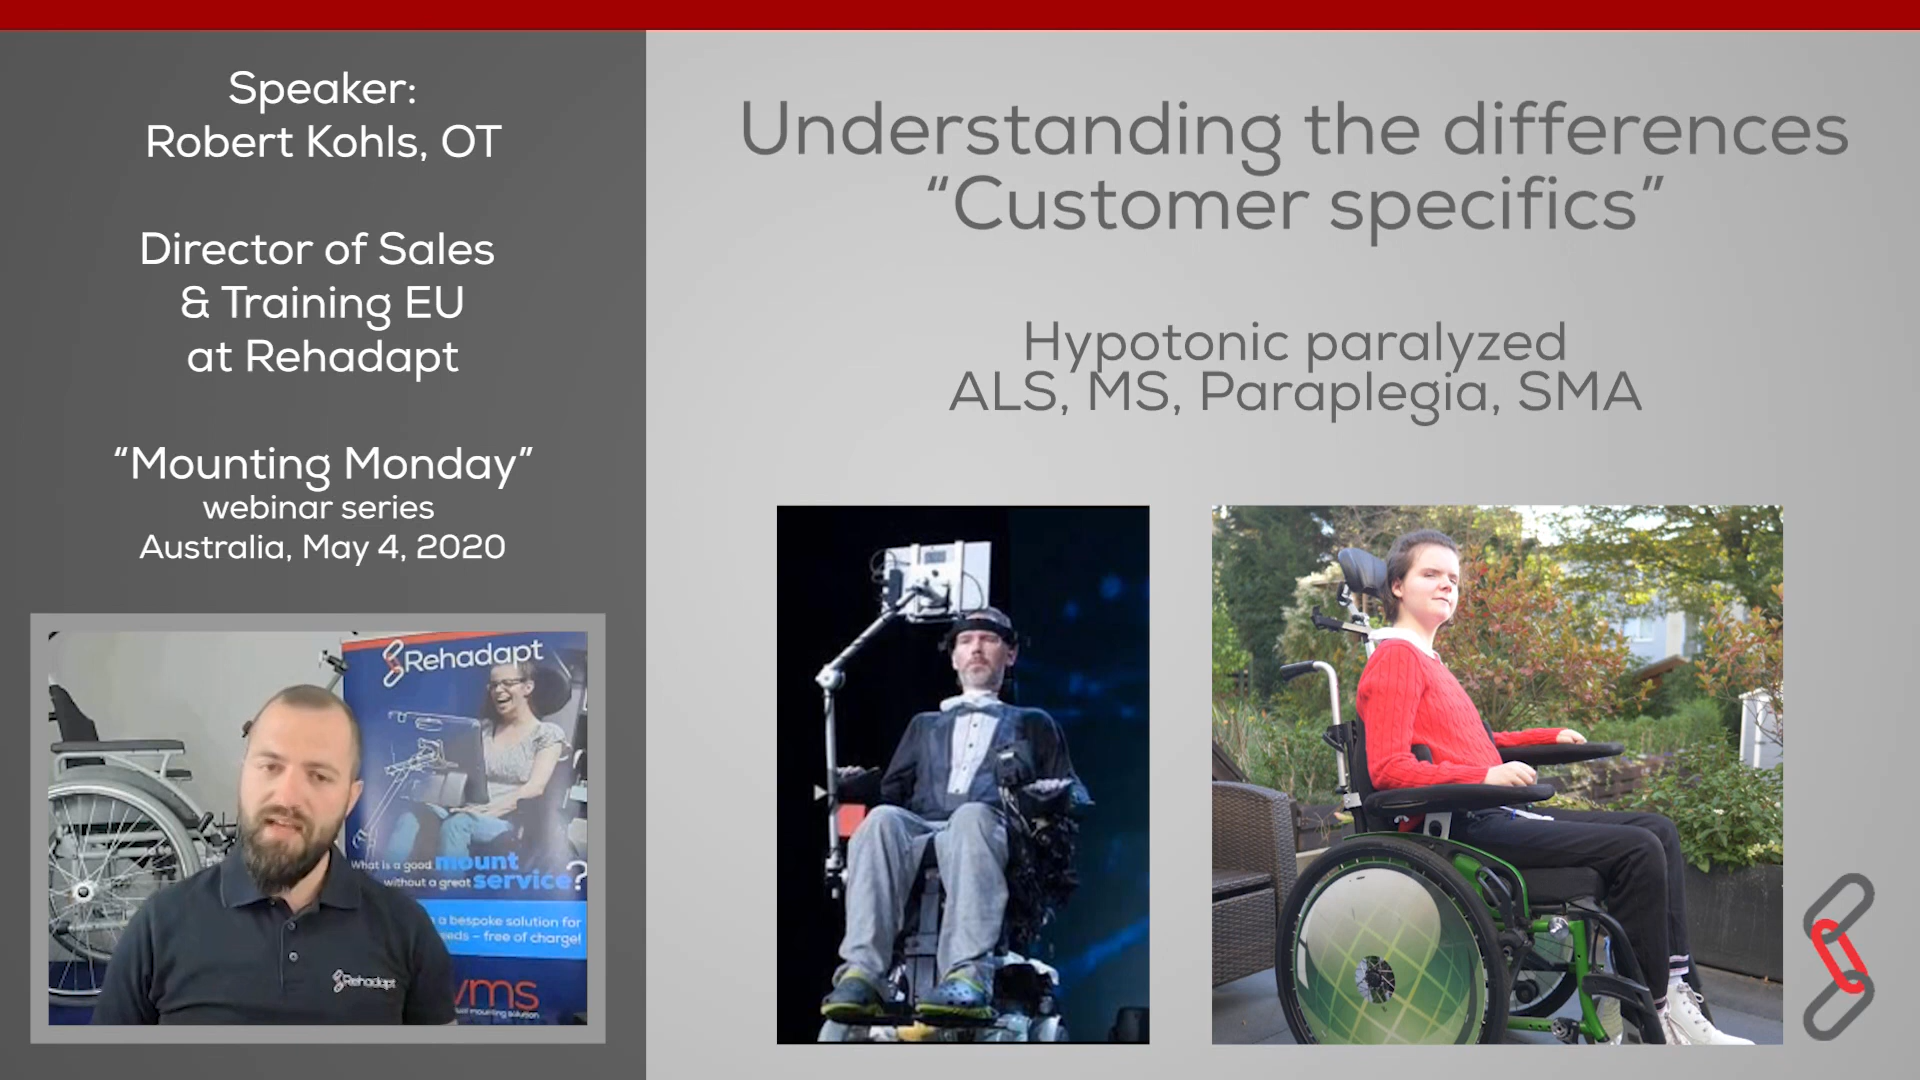 Speaker:
Robert Kohls, OT
Director of Sales
& Training EU
at Rehadapt
“Mounting Monday”
webinar series
Australia, May 4, 2020
Understanding the differences
“Customer specifics”
Hypotonic paralyzed
ALS, MS, Paraplegia, SMA
Rehadapt
What is a good mount
without a great service?
a bespoke solution for
eds – free of charge!
vms
mounting solution
Rehadapt